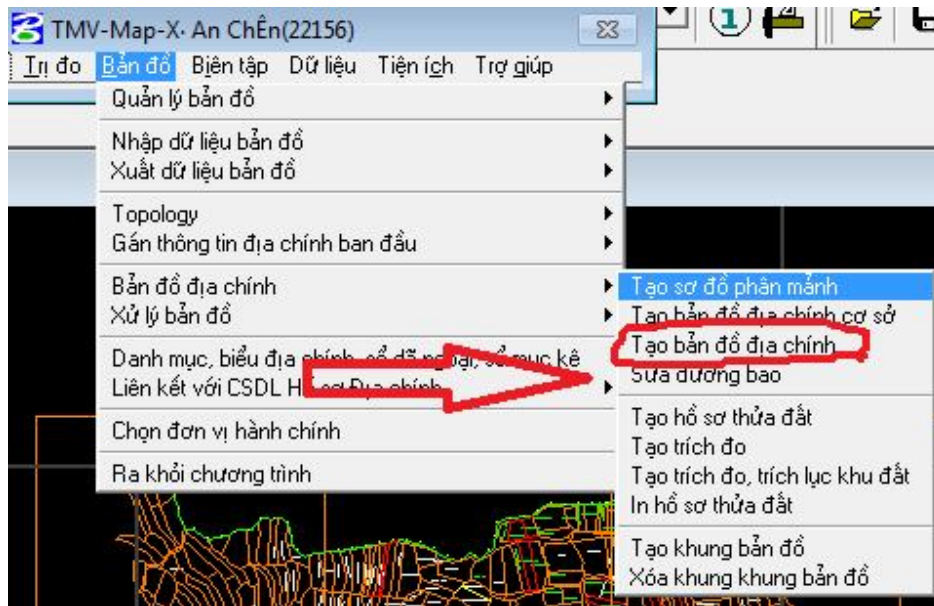 TMV-Map-X. An ChÊn(22156)
Trị đo Bản đồ Biên tập Dữ liệu Tiện ích Trợ giúp
Quản lý bản đồ
Nhập dữ liệu bản đồ
Xuất dữ liệu bản đồ
Topology
Gán thông tin địa chính ban đầu
Bản đồ địa chính
Xử lý bản đồ
Danh mục, biểu địa chính, sổ dã ngoại, sổ mục kê
Liên kết với CSDL Hồ sơ Địa chính
Chọn đơn vị hành chính
Ra khỏi chương trình
Tạo sơ đồ phân mảnh
Tạo bản đồ địa chính cơ sở
Tạo bản đồ địa chính
Sửa đường bao
Tạo hồ sơ thửa đất
Tạo trích đo
Tạo trích đo, trích lục khu đất
In hồ sơ thửa đất
Tạo khung bản đồ
Xóa khung khung bản đồ